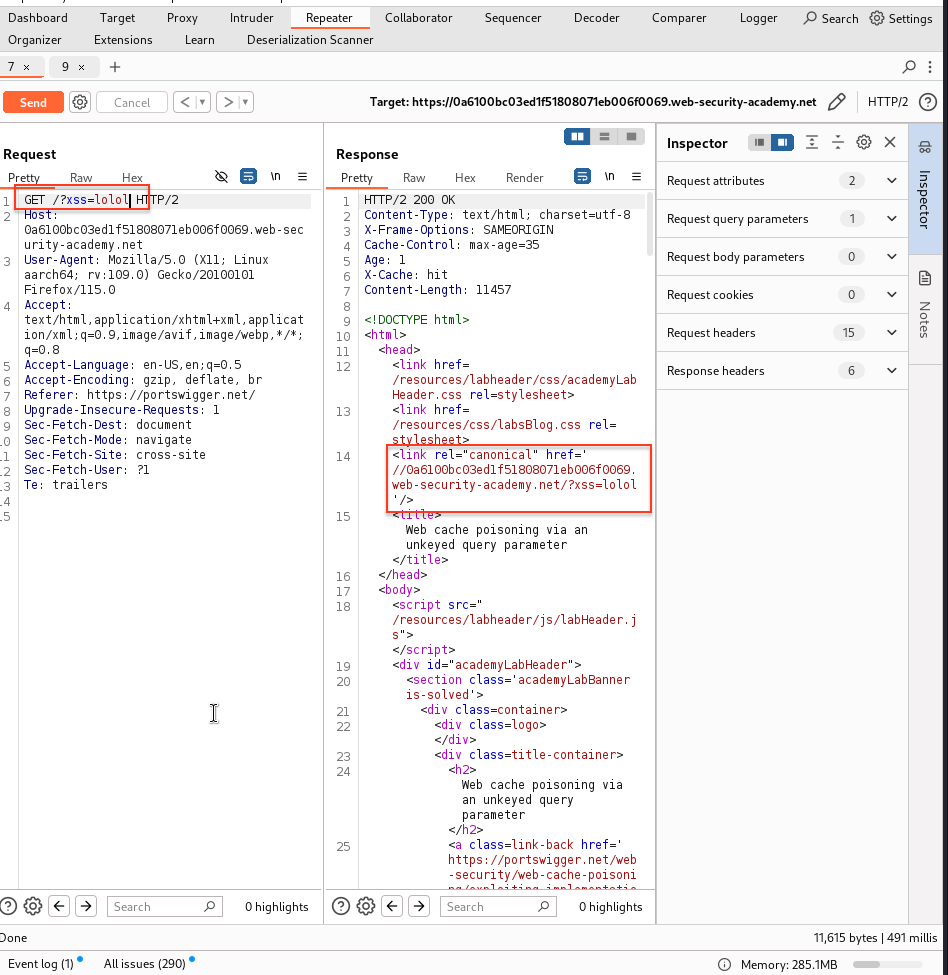 Dashboard Target Proxy Intruder Repeater Collaborator Sequencer Decoder Comparer Logger Search Settings
Organizer Extensions Learn Deserialization Scanner
7 × 9 × +
Send Cancel < > Target: https://0a6100bc03ed1f51808071eb006f0069.web-security-academy.net HTTP/2
Request
Pretty Raw Hex \n
1 GET /?xss=lolol HTTP/2
2 Host:
0a6100bc03ed1f51808071eb006f0069.web-sec
urity-academy.net
3 User-Agent: Mozilla/5.0 (X11; Linux
aarch64; rv:109.0) Gecko/20100101
Firefox/115.0
4 Accept:
text/html,application/xhtml+xml,applicat
ion/xml;q=0.9,image/avif,image/webp,*/*;
q=0.8
5 Accept-Language: en-US,en;q=0.5
6 Accept-Encoding: gzip, deflate, br
7 Referer: https://portswigger.net/
8 Upgrade-Insecure-Requests: 1
9 Sec-Fetch-Dest: document
10 Sec-Fetch-Mode: navigate
11 Sec-Fetch-Site: cross-site
12 Sec-Fetch-User: ?1
13 Te: trailers
14
15
Search 0 highlights
Response
Pretty Raw Hex Render \n
1 HTTP/2 200 OK
2 Content-Type: text/html; charset=utf-8
3 X-Frame-Options: SAMEORIGIN
4 Cache-Control: max-age=35
5 Age: 1
6 X-Cache: hit
7 Content-Length: 11457
8
9 <!DOCTYPE html>
10 <html>
11 <head>
12 <link href=
/resources/labheader/css/academyLab
Header.css rel=stylesheet>
13 <link href=
/resources/css/labsBlog.css rel=
stylesheet>
14 <link rel="canonical" href='
//0a6100bc03ed1f51808071eb006f0069.
web-security-academy.net/?xss=lolol
'/>
15 <title>
Web cache poisoning via an
unkeyed query parameter
</title>
16 </head>
17 <body>
18 <script src="
/resources/labheader/js/labHeader.j
s">
</script>
19 <div id="academyLabHeader">
20 <section class='academyLabBanner
is-solved'>
21 <div class=container>
22 <div class=logo>
</div>
23 <div class=title-container>
24 <h2>
Web cache poisoning via
an unkeyed query
parameter
</h2>
25 <a class=link-back href='
https://portswigger.net/web
-security/web-cache-poisoni
ng/exploiting-implementatio
Search 0 highlights
Inspector
Request attributes 2
Request query parameters 1
Request body parameters 0
Request cookies 0
Request headers 15
Response headers 6
Inspector
Notes
Done 11,615 bytes | 491 millis
Event log (1) All issues (290) Memory: 285.1MB